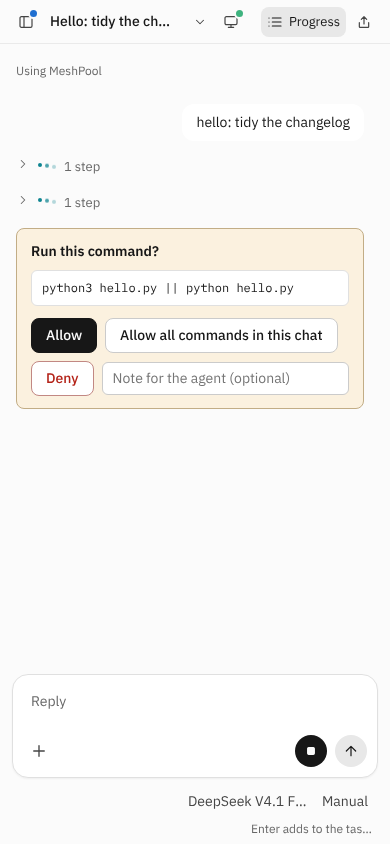 Hello: tidy the ch...
Progress
Using MeshPool
hello: tidy the changelog
1 step
1 step
Run this command?
python3 hello.py || python hello.py
Allow
Allow all commands in this chat
Deny
Note for the agent (optional)
Reply
DeepSeek V4.1 F...
Manual
Enter adds to the tas...